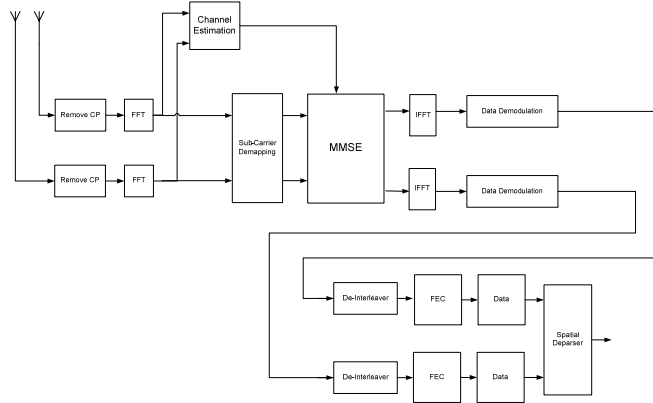 Channel
Estimation
Remove CP
FFT
Sub-Carrier
Demapping
MMSE
IFFT
Data Demodulation
Remove CP
FFT
IFFT
Data Demodulation
De-Interleaver
FEC
Data
Spatial
Deparser
De-Interleaver
FEC
Data